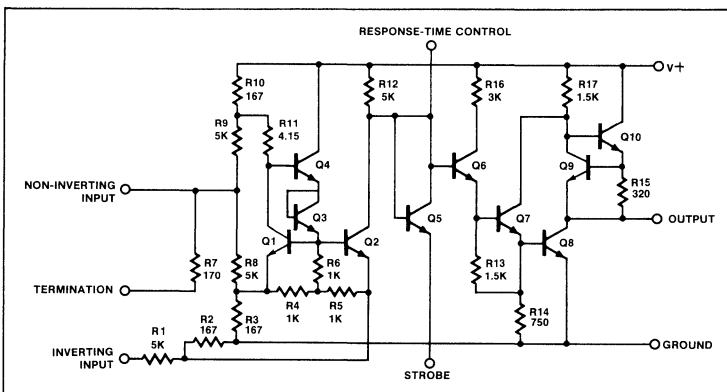 RESPONSE-TIME CONTROL
V+
R10
167
R12
5K
R16
3K
R17
1.5K
R9
5K
R11
4.15
Q4
Q10
Q6
Q9
NON-INVERTING
INPUT
Q3
R15
320
Q5
Q7
OUTPUT
Q1
Q2
Q8
R7
170
R8
5K
R6
1K
R13
1.5K
TERMINATION
R4
1K
R5
1K
R14
750
R3
167
R2
167
R1
5K
GROUND
INVERTING
INPUT
STROBE